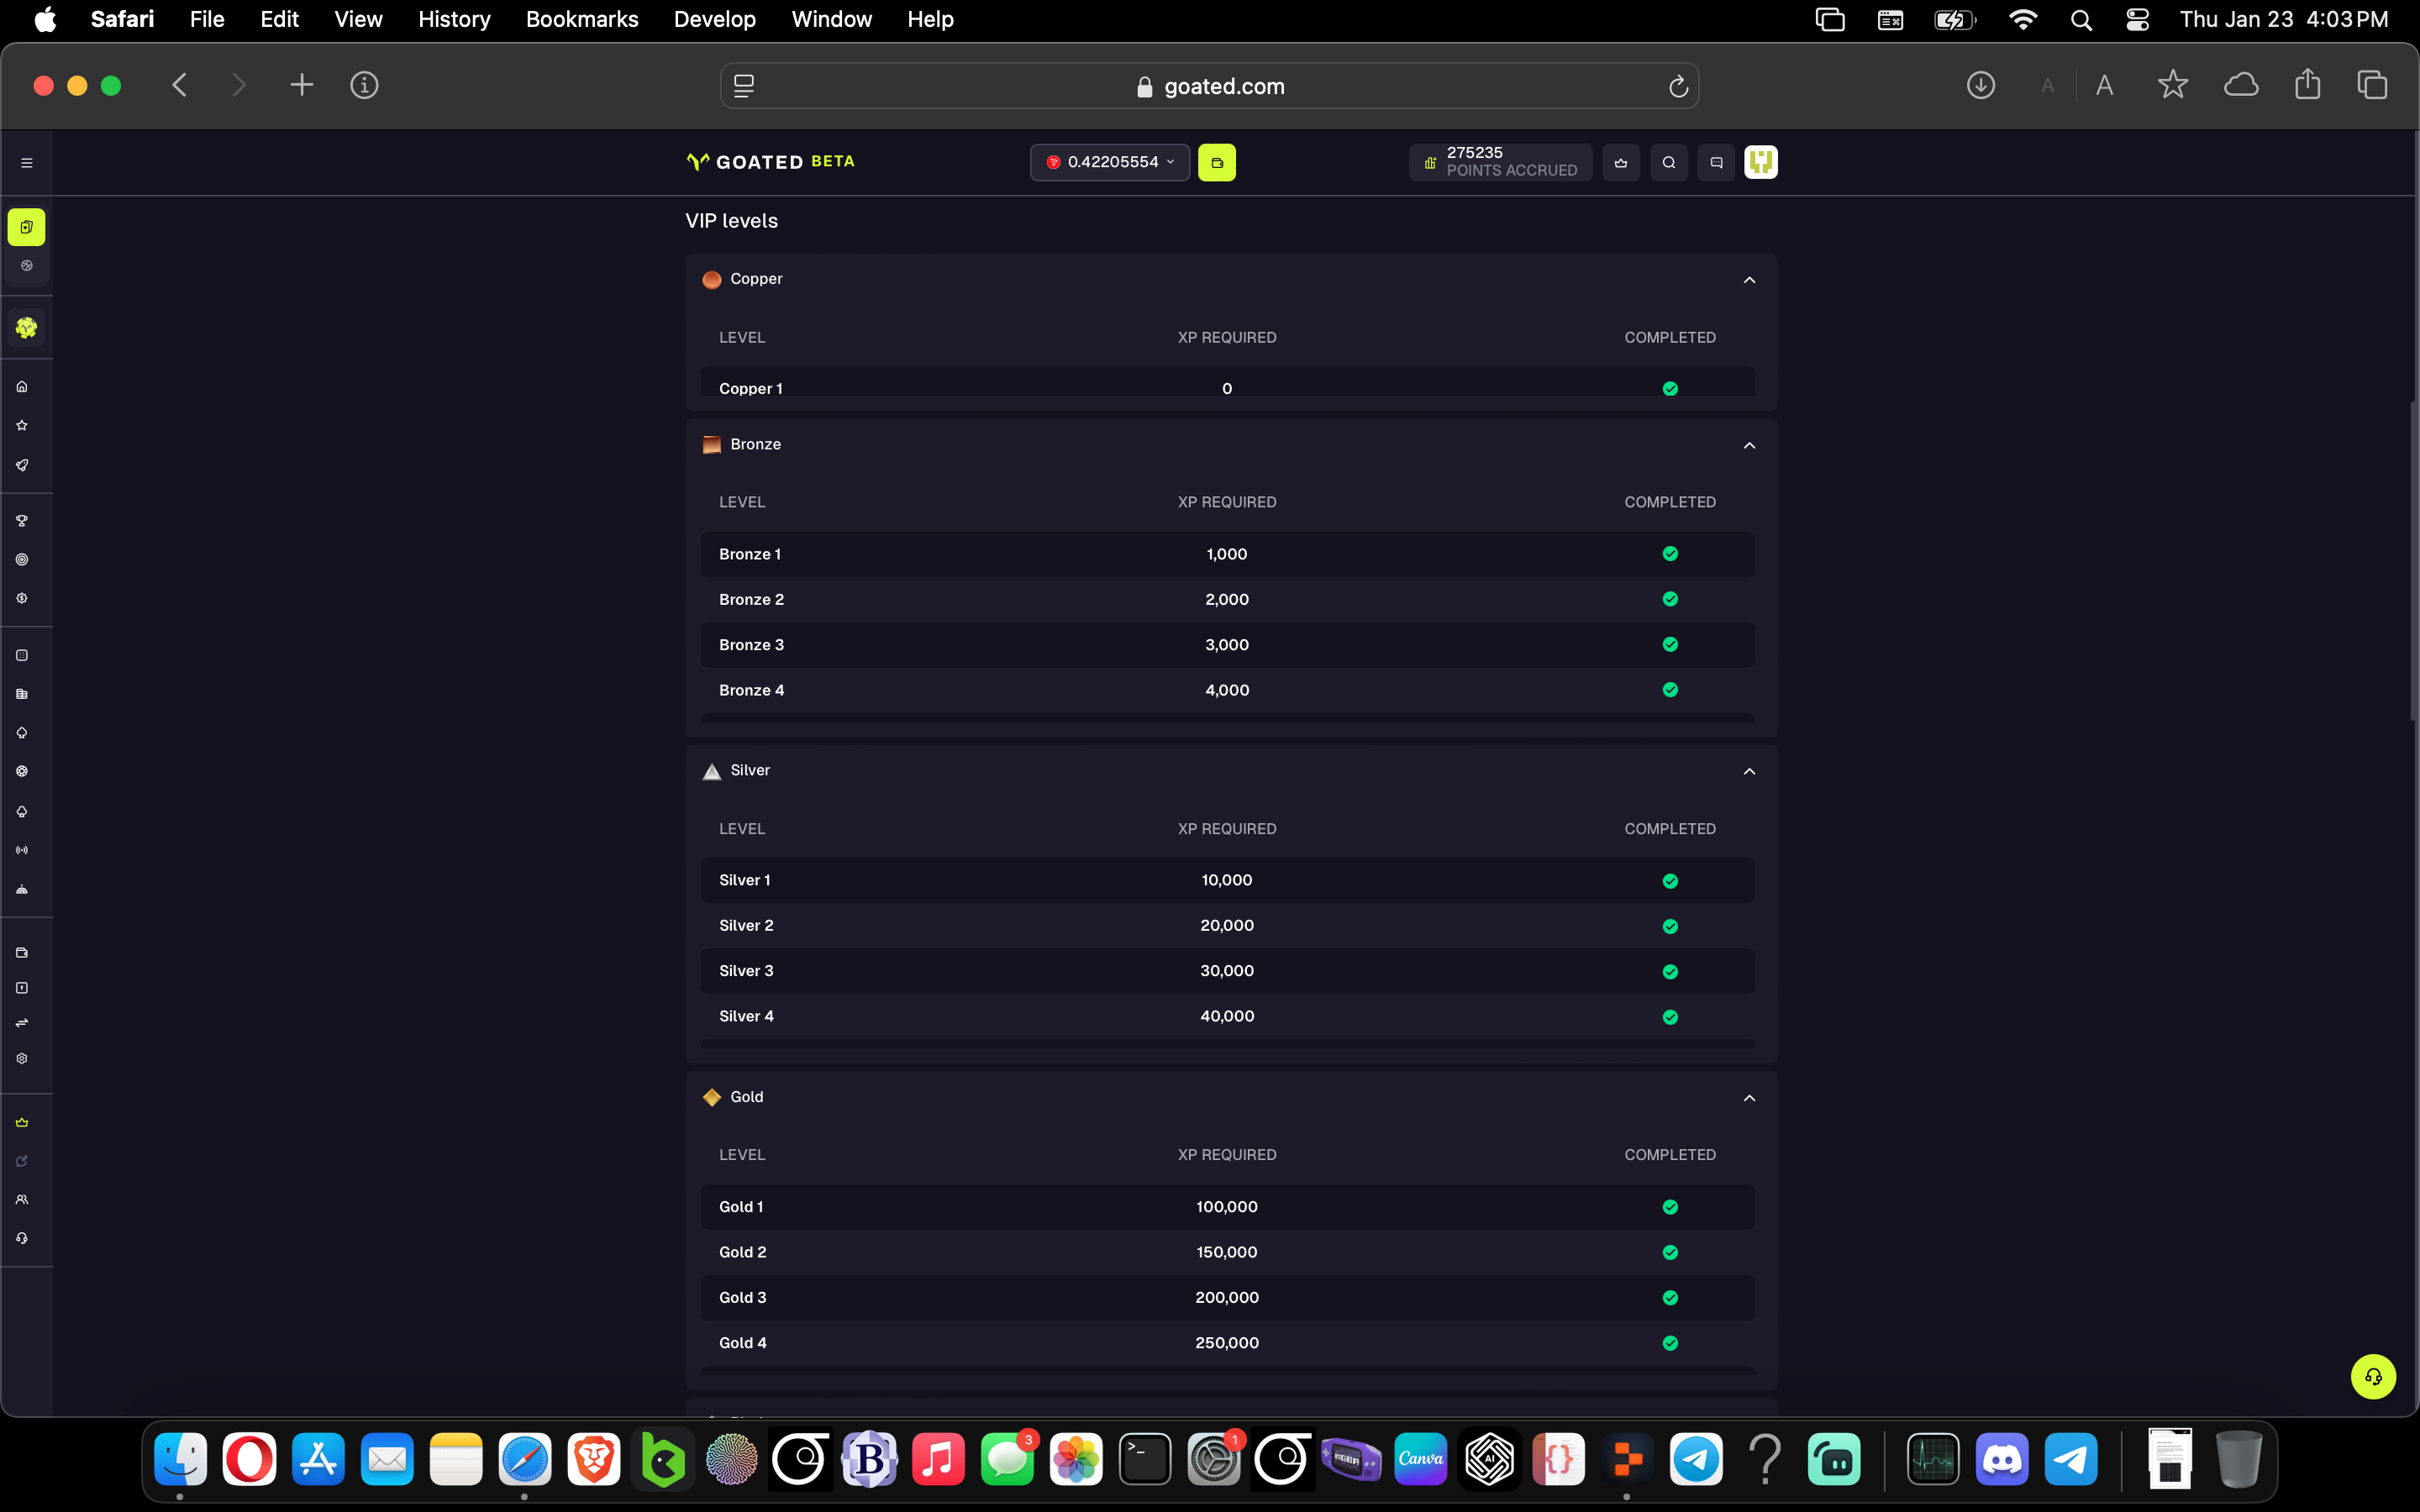 Safari File Edit View History Bookmarks Develop Window Help Thu Jan 23 4:03 PM
goated.com
GOATED BETA 0.42205554 275235
POINTS ACCRUED
VIP levels
Copper
LEVEL XP REQUIRED COMPLETED
Copper 1 0
Bronze
LEVEL XP REQUIRED COMPLETED
Bronze 1 1,000
Bronze 2 2,000
Bronze 3 3,000
Bronze 4 4,000
Silver
LEVEL XP REQUIRED COMPLETED
Silver 1 10,000
Silver 2 20,000
Silver 3 30,000
Silver 4 40,000
Gold
LEVEL XP REQUIRED COMPLETED
Gold 1 100,000
Gold 2 150,000
Gold 3 200,000
Gold 4 250,000
3 1 mGBA Canva AI